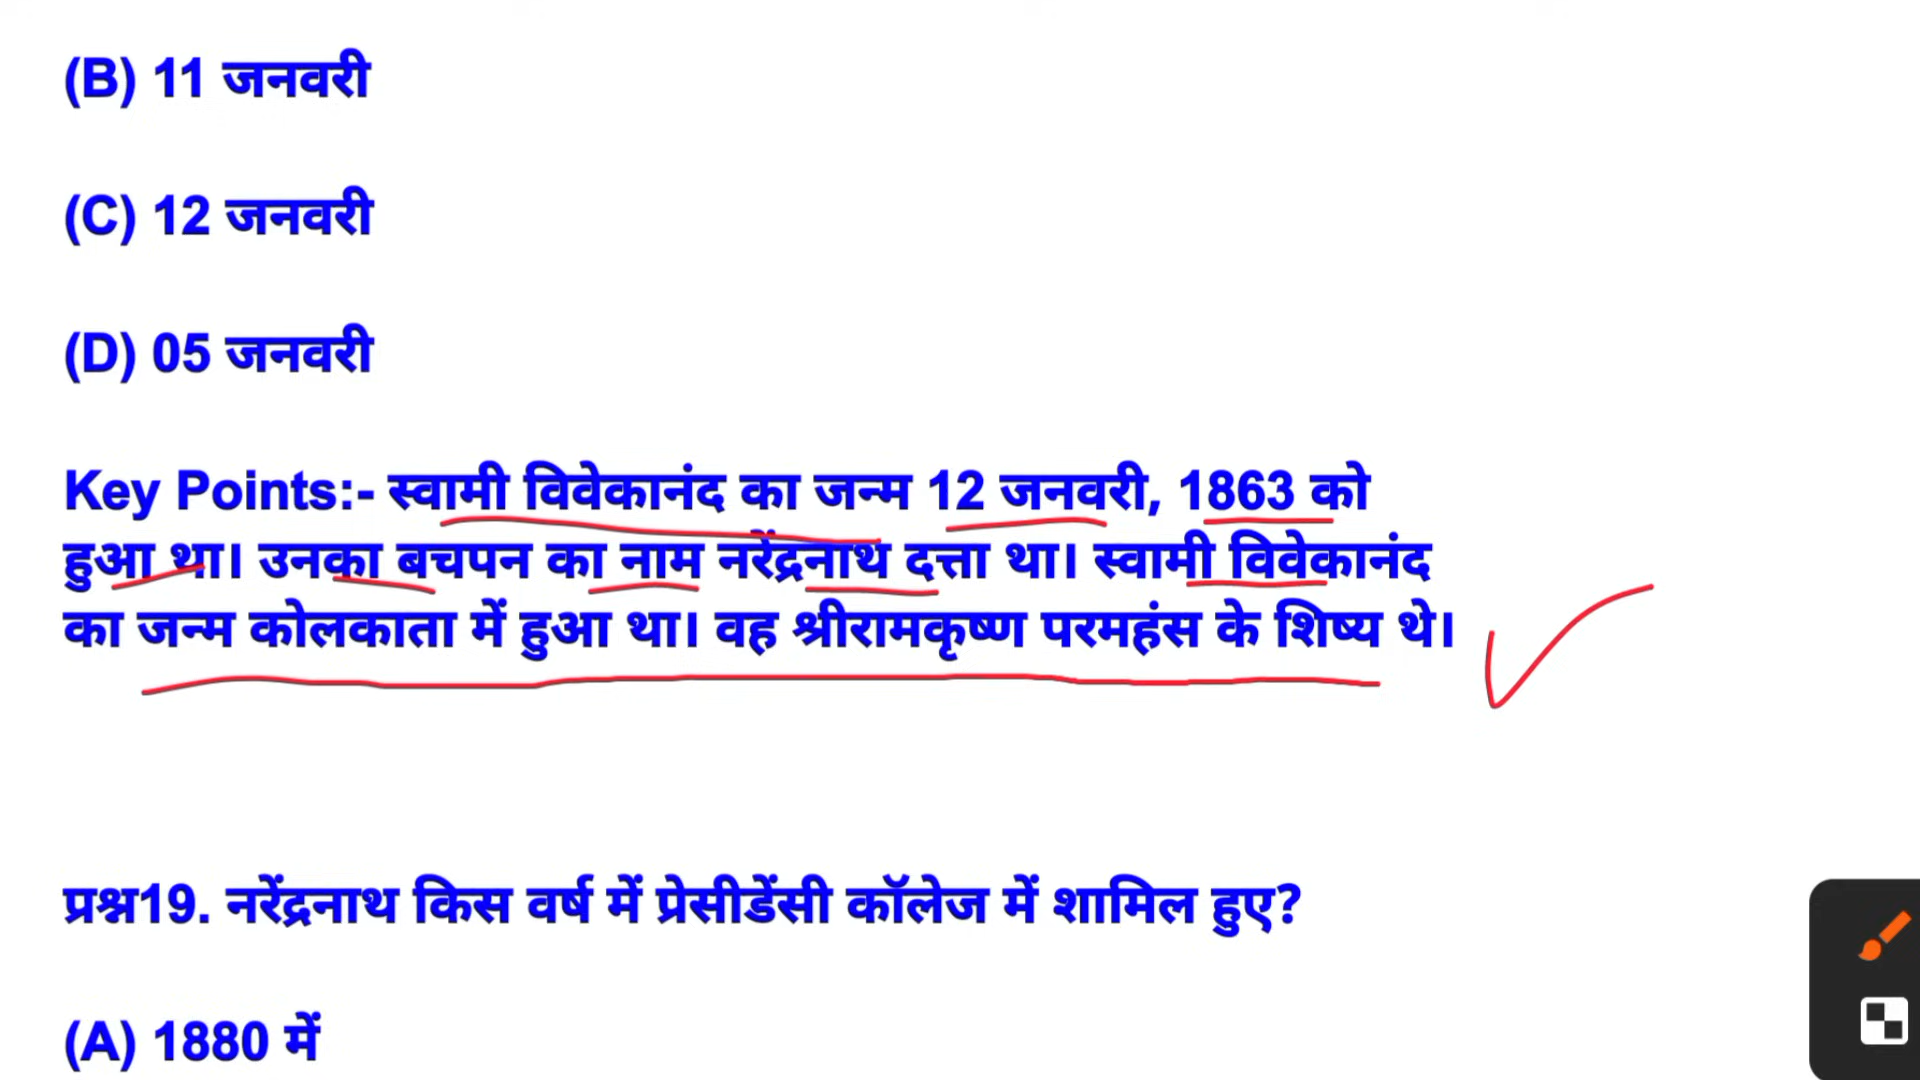 (B) 11 जनवरी
(C) 12 जनवरी
(D) 05 जनवरी
Key Points:- स्वामी विवेकानंद का जन्म 12 जनवरी, 1863 को
हुआ था। उनका बचपन का नाम नरेंद्रनाथ दत्ता था। स्वामी विवेकानंद
का जन्म कोलकाता में हुआ था। वह श्रीरामकृष्ण परमहंस के शिष्य थे।
प्रश्न19. नरेंद्रनाथ किस वर्ष में प्रेसीडेंसी कॉलेज में शामिल हुए?
(A) 1880 में